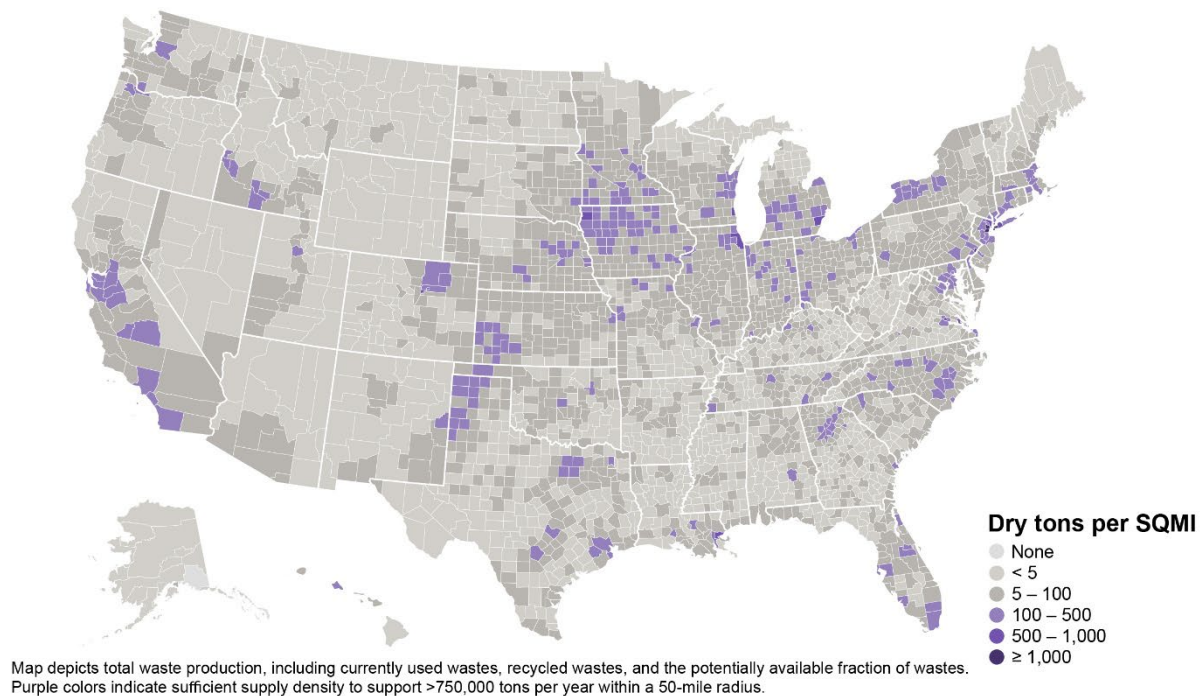 Dry tons per SQMI
None
< 5
5 – 100
100 – 500
500 – 1,000
≥ 1,000
Map depicts total waste production, including currently used wastes, recycled wastes, and the potentially available fraction of wastes.
Purple colors indicate sufficient supply density to support >750,000 tons per year within a 50-mile radius.